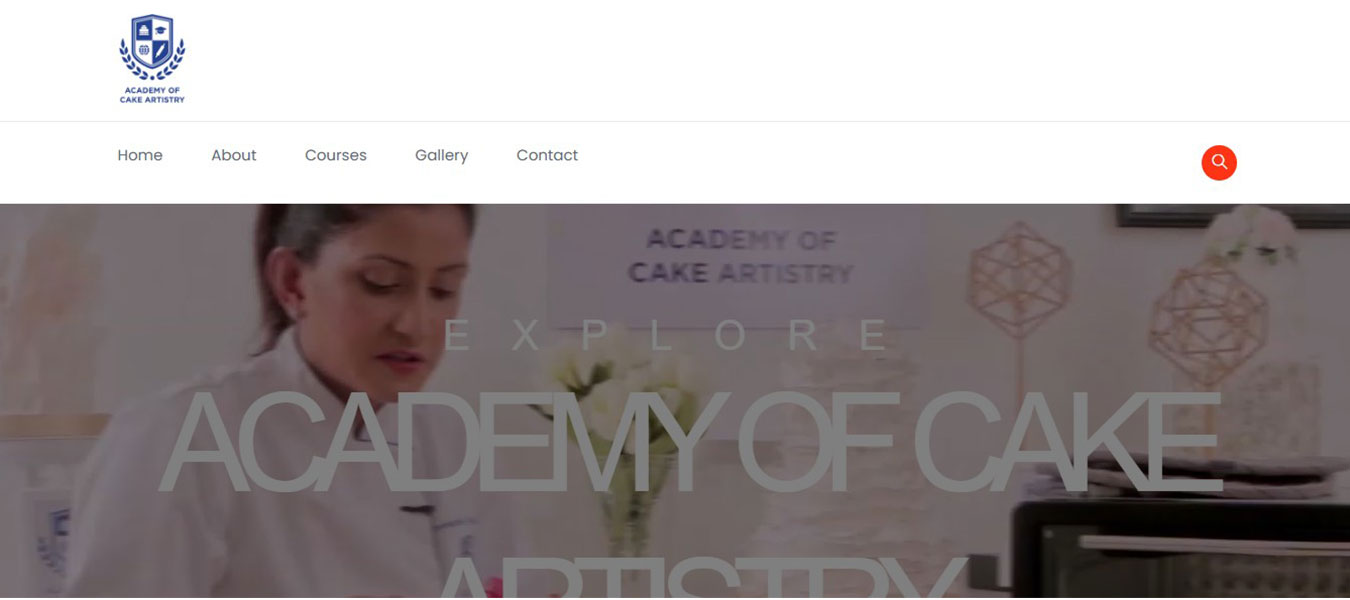 ACADEMY OF
CAKE ARTISTRY
Home About Courses Gallery Contact
ACADEMY OF
CAKE ARTISTRY
EXPLORE
ACADEMY OF CAKE
ARTISTRY